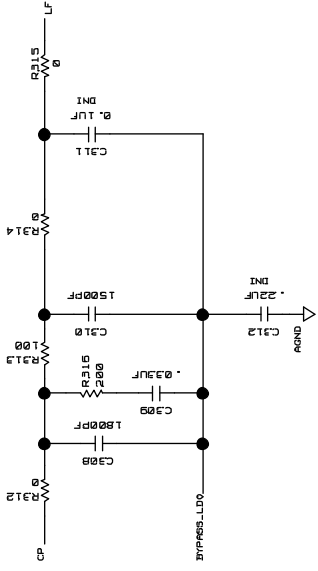 LF
R315
0
DNI
0.1UF
C311
0
R314
1500PF
C310
DNI
.22UF
C312
AGND
100
R313
R316
200
.033UF
C309
1800PF
C308
0
R312
CP
BYPASS_LDO